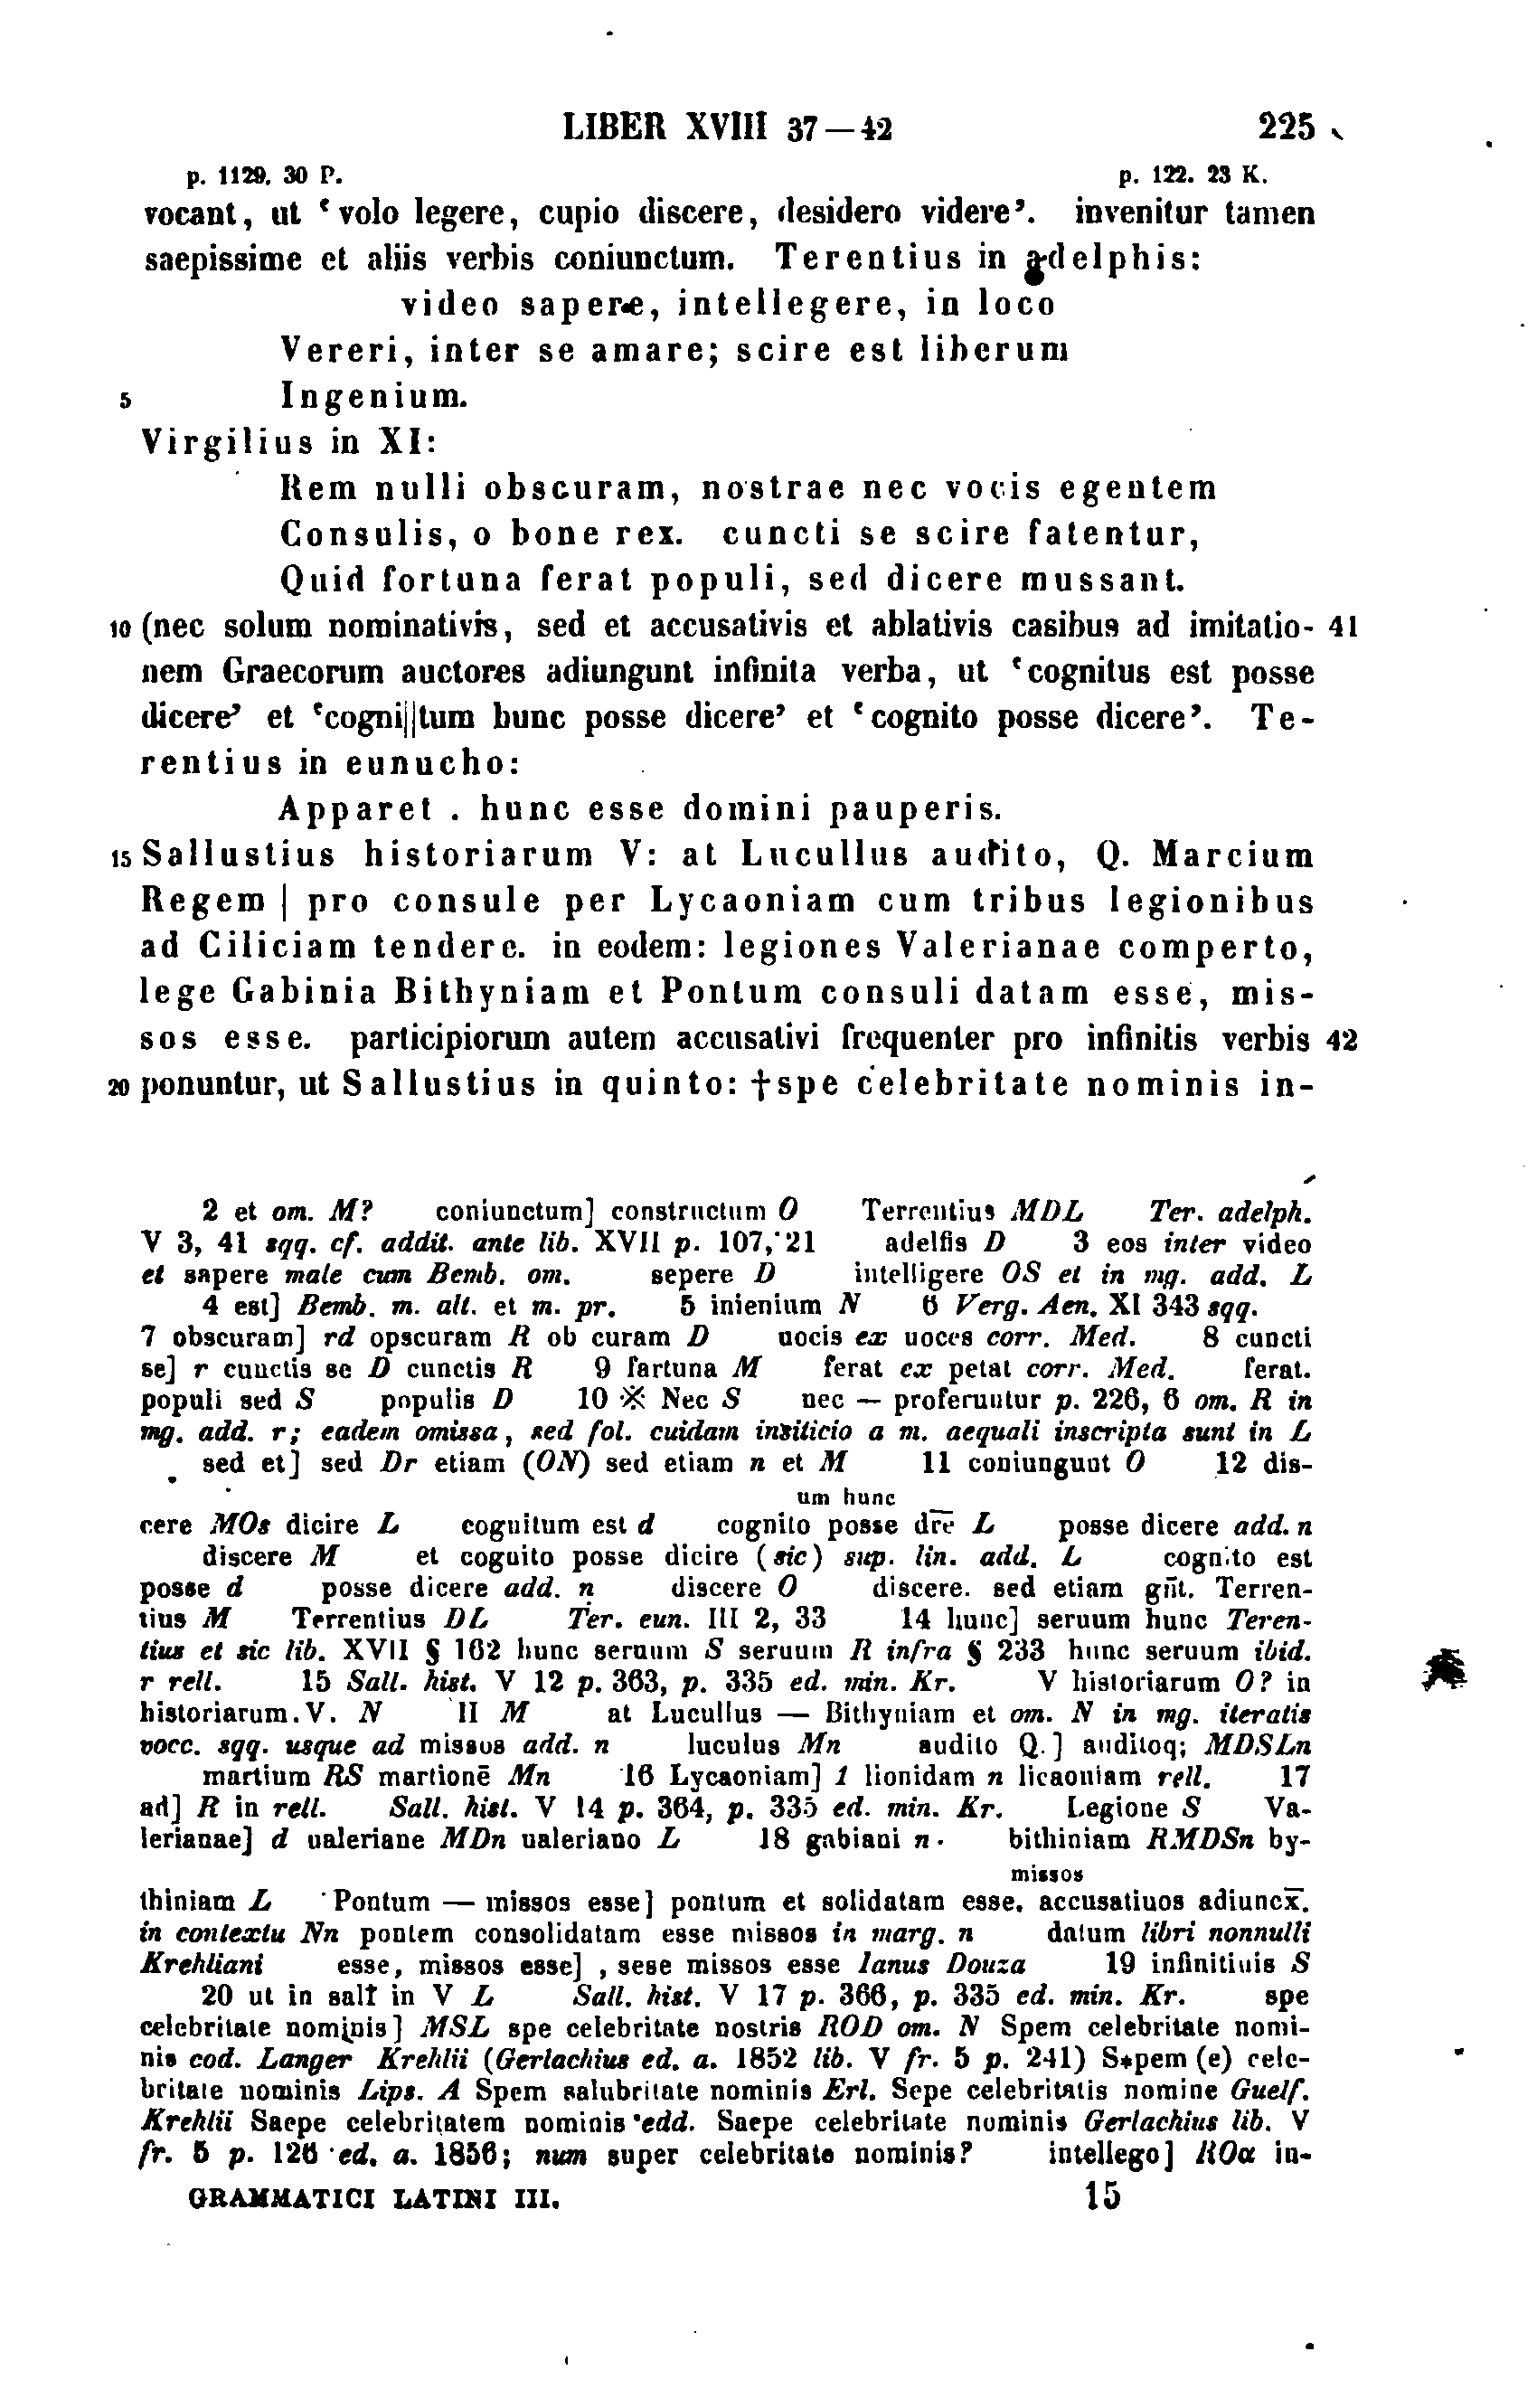 LIBER XVIII 37—42 225
p. 1129. 30 P. p. 122. 23 K.
vocant, ut ‘volo legere, cupio discere, desidero videre’. invenitur tamen
saepissime et aliis verbis coniunctum. Terentius in adelphis:
video sapere, intellegere, in loco
Vereri, inter se amare; scire est liberum
5 Ingenium.
Virgilius in XI:
Rem nulli obscuram, nostrae nec vocis egentem
Consulis, o bone rex. cuncti se scire fatentur,
Quid fortuna ferat populi, sed dicere mussant.
10 (nec solum nominativis, sed et accusativis et ablativis casibus ad imitatio- 41
nem Graecorum auctores adiungunt infinita verba, ut ‘cognitus est posse
dicere’ et ‘cogni||tum hunc posse dicere’ et ‘cognito posse dicere’. Te-
rentius in eunucho:
Apparet . hunc esse domini pauperis.
15 Sallustius historiarum V: at Lucullus audito, Q. Marcium
Regem | pro consule per Lycaoniam cum tribus legionibus
ad Ciliciam tendere. in eodem: legiones Valerianae comperto,
lege Gabinia Bithyniam et Pontum consuli datam esse, mis-
sos esse. participiorum autem accusativi frequenter pro infinitis verbis 42
20 ponuntur, ut Sallustius in quinto: †spe celebritate nominis in-
2 et om. M? coniunctum] constructum O Terrentius MDL Ter. adelph.
V 3, 41 sqq. cf. addit. ante lib. XVII p. 107, 21 adelfis D 3 eos inter video
et sapere male cum Bemb. om. sepere D intelligere OS et in mg. add. L
4 est] Bemb. m. alt. et m. pr. 5 inienium N 6 Verg. Aen. XI 343 sqq.
7 obscuram] rd opscuram R ob curam D uocis ex uoces corr. Med. 8 cuncti
se] r cunctis se D cunctis R 9 fartuna M ferat ex petat corr. Med. ferat.
populi sed S populis D 10 ※ Nec S nec — proferuntur p. 226, 6 om. R in
mg. add. r; eadem omissa, sed fol. cuidam insiticio a m. aequali inscripta sunt in L
sed et] sed Dr etiam (ON) sed etiam n et M 11 coniungunt O 12 dis-
um hunc
cere MOs dicire L cognitum est d cognito posse dr̄e L posse dicere add. n
discere M et cognito posse dicire (sic) sup. lin. add. L cognito est
posse d posse dicere add. n discere O discere. sed etiam gn̄t. Terren-
tius M Terrentius DL Ter. eun. III 2, 33 14 hunc] seruum hunc Teren-
tius et sic lib. XVII § 162 hunc seruum S seruum R infra § 233 hunc seruum ibid.
r rell. 15 Sall. hist. V 12 p. 363, p. 335 ed. min. Kr. V historiarum O? in
historiarum.V. N II M at Lucullus — Bithyniam et om. N in mg. iteratis
vocc. sqq. usque ad missos add. n luculus Mn audito Q.] auditoq; MDSLn
martium RS martionē Mn 16 Lycaoniam] l lionidam n licaoniam rell. 17
ad] R in rell. Sall. hist. V 14 p. 364, p. 335 ed. min. Kr. Legione S Va-
lerianae] d ualeriane MDn ualeriano L 18 gabiani n bithiniam RMDSn by-
missos
thiniam L Pontum — missos esse] pontum et solidatam esse. accusatiuos adiuncx̄.
in contextu Nn pontem consolidatam esse missos in marg. n datum libri nonnulli
Krehliani esse, missos esse] , sese missos esse Ianus Douza 19 infinitiuis S
20 ut in salt̄ in V L Sall. hist. V 17 p. 366, p. 335 ed. min. Kr. spe
celebritate nominis] MSL spe celebritate nostris ROD om. N Spem celebritate nomi-
nis cod. Langer Krehlii (Gerlachius ed. a. 1852 lib. V fr. 5 p. 241) S*pem (e) cele-
britate nominis Lips. A Spem salubritate nominis Erl. Sepe celebritatis nomine Guelf.
Krehlii Saepe celebritatem nominis edd. Saepe celebritate nominis Gerlachius lib. V
fr. 5 p. 126 ed. a. 1856; num super celebritate nominis? intellego] ROα in-
GRAMMATICI LATINI III. 15